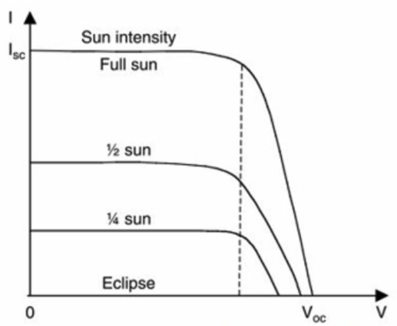 I
Isc
Sun intensity
Full sun
½ sun
¼ sun
Eclipse
0
Voc
V